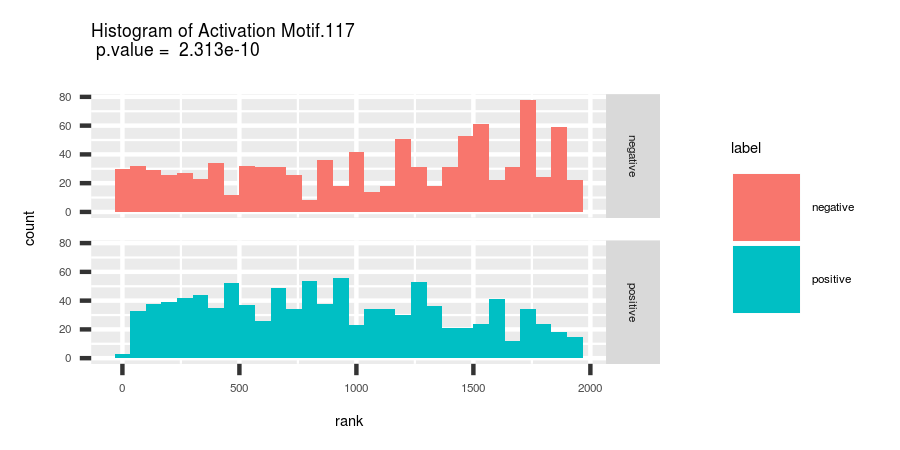 Histogram of Activation Motif.117
p.value = 2.313e-10
count
80
60
40
20
0
negative
80
60
40
20
0
positive
0 500 1000 1500 2000
rank
label
negative
positive